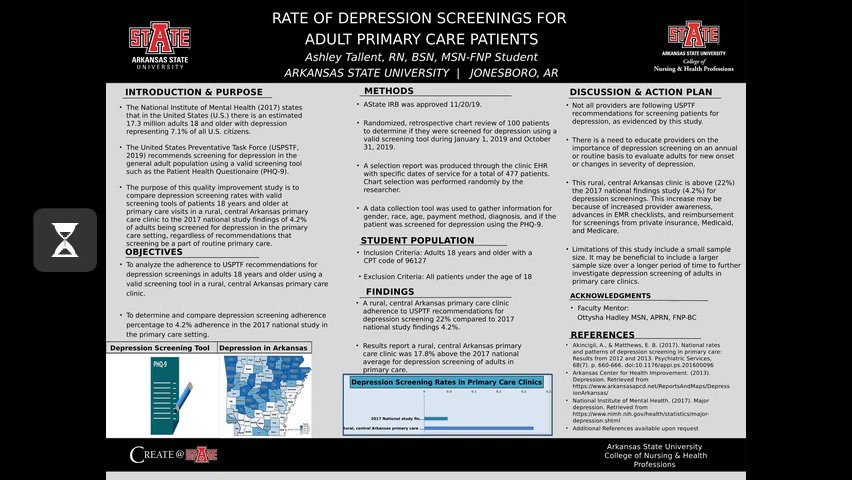 RATE OF DEPRESSION SCREENINGS FOR
ADULT PRIMARY CARE PATIENTS
Ashley Tallent, RN, BSN, MSN-FNP Student
ARKANSAS STATE UNIVERSITY | JONESBORO, AR
STATE
ARKANSAS STATE
UNIVERSITY
STATE
ARKANSAS STATE UNIVERSITY
College of
Nursing & Health Professions
INTRODUCTION & PURPOSE
• The National Institute of Mental Health (2017) states
that in the United States (U.S.) there is an estimated
17.3 million adults 18 and older with depression
representing 7.1% of all U.S. citizens.
• The United States Preventative Task Force (USPSTF,
2019) recommends screening for depression in the
general adult population using a valid screening tool
such as the Patient Health Questionaire (PHQ-9).
• The purpose of this quality improvement study is to
compare depression screening rates with valid
screening tools of patients 18 years and older at
primary care visits in a rural, central Arkansas primary
care clinic to the 2017 national study findings of 4.2%
of adults being screened for depression in the primary
care setting, regardless of recommendations that
screening be a part of routine primary care.
OBJECTIVES
• To analyze the adherence to USPTF recommendations for
depression screenings in adults 18 years and older using a
valid screening tool in a rural, central Arkansas primary care
clinic.
• To determine and compare depression screening adherence
percentage to 4.2% adherence in the 2017 national study in
the primary care setting.
Depression Screening Tool
Depression in Arkansas
PHQ-9
METHODS
• AState IRB was approved 11/20/19.
• Randomized, retrospective chart review of 100 patients
to determine if they were screened for depression using a
valid screening tool during January 1, 2019 and October
31, 2019.
• A selection report was produced through the clinic EHR
with specific dates of service for a total of 477 patients.
Chart selection was performed randomly by the
researcher.
• A data collection tool was used to gather information for
gender, race, age, payment method, diagnosis, and if the
patient was screened for depression using the PHQ-9.
STUDENT POPULATION
• Inclusion Criteria: Adults 18 years and older with a
CPT code of 96127
• Exclusion Criteria: All patients under the age of 18
FINDINGS
• A rural, central Arkansas primary care clinic
adherence to USPTF recommendations for
depression screening 22% compared to 2017
national study findings 4.2%.
• Results report a rural, central Arkansas primary
care clinic was 17.8% above the 2017 national
average for depression screening of adults in
primary care.
Depression Screening Rates in Primary Care Clinics
0 0.1 0.1 0.2 0.2 0.3
2017 National study fin...
rural, central Arkansas primary care ...
DISCUSSION & ACTION PLAN
• Not all providers are following USPTF
recommendations for screening patients for
depression, as evidenced by this study.
• There is a need to educate providers on the
importance of depression screening on an annual
or routine basis to evaluate adults for new onset
or changes in severity of depression.
• This rural, central Arkansas clinic is above (22%)
the 2017 national findings study (4.2%) for
depression screenings. This increase may be
because of increased provider awareness,
advances in EMR checklists, and reimbursement
for screenings from private insurance, Medicaid,
and Medicare.
• Limitations of this study include a small sample
size. It may be beneficial to include a larger
sample size over a longer period of time to further
investigate depression screening of adults in
primary care clinics.
ACKNOWLEDGMENTS
• Faculty Mentor:
Ottysha Hadley MSN, APRN, FNP-BC
REFERENCES
• Akincigil, A., & Matthews, E. B. (2017). National rates
and patterns of depression screening in primary care:
Results from 2012 and 2013. Psychiatric Services,
68(7). p. 660-666. doi:10.1176/appi.ps.201600096
• Arkansas Center for Health Improvement. (2013).
Depression. Retrieved from
https://www.arkansasapcd.net/ReportsAndMaps/Depress
ionArkansas/
• National Institute of Mental Health. (2017). Major
depression. Retrieved from
https://www.nimh.nih.gov/health/statistics/major-
depression.shtml
• Additional References available upon request
CREATE@STATE
Arkansas State University
College of Nursing & Health
Professions